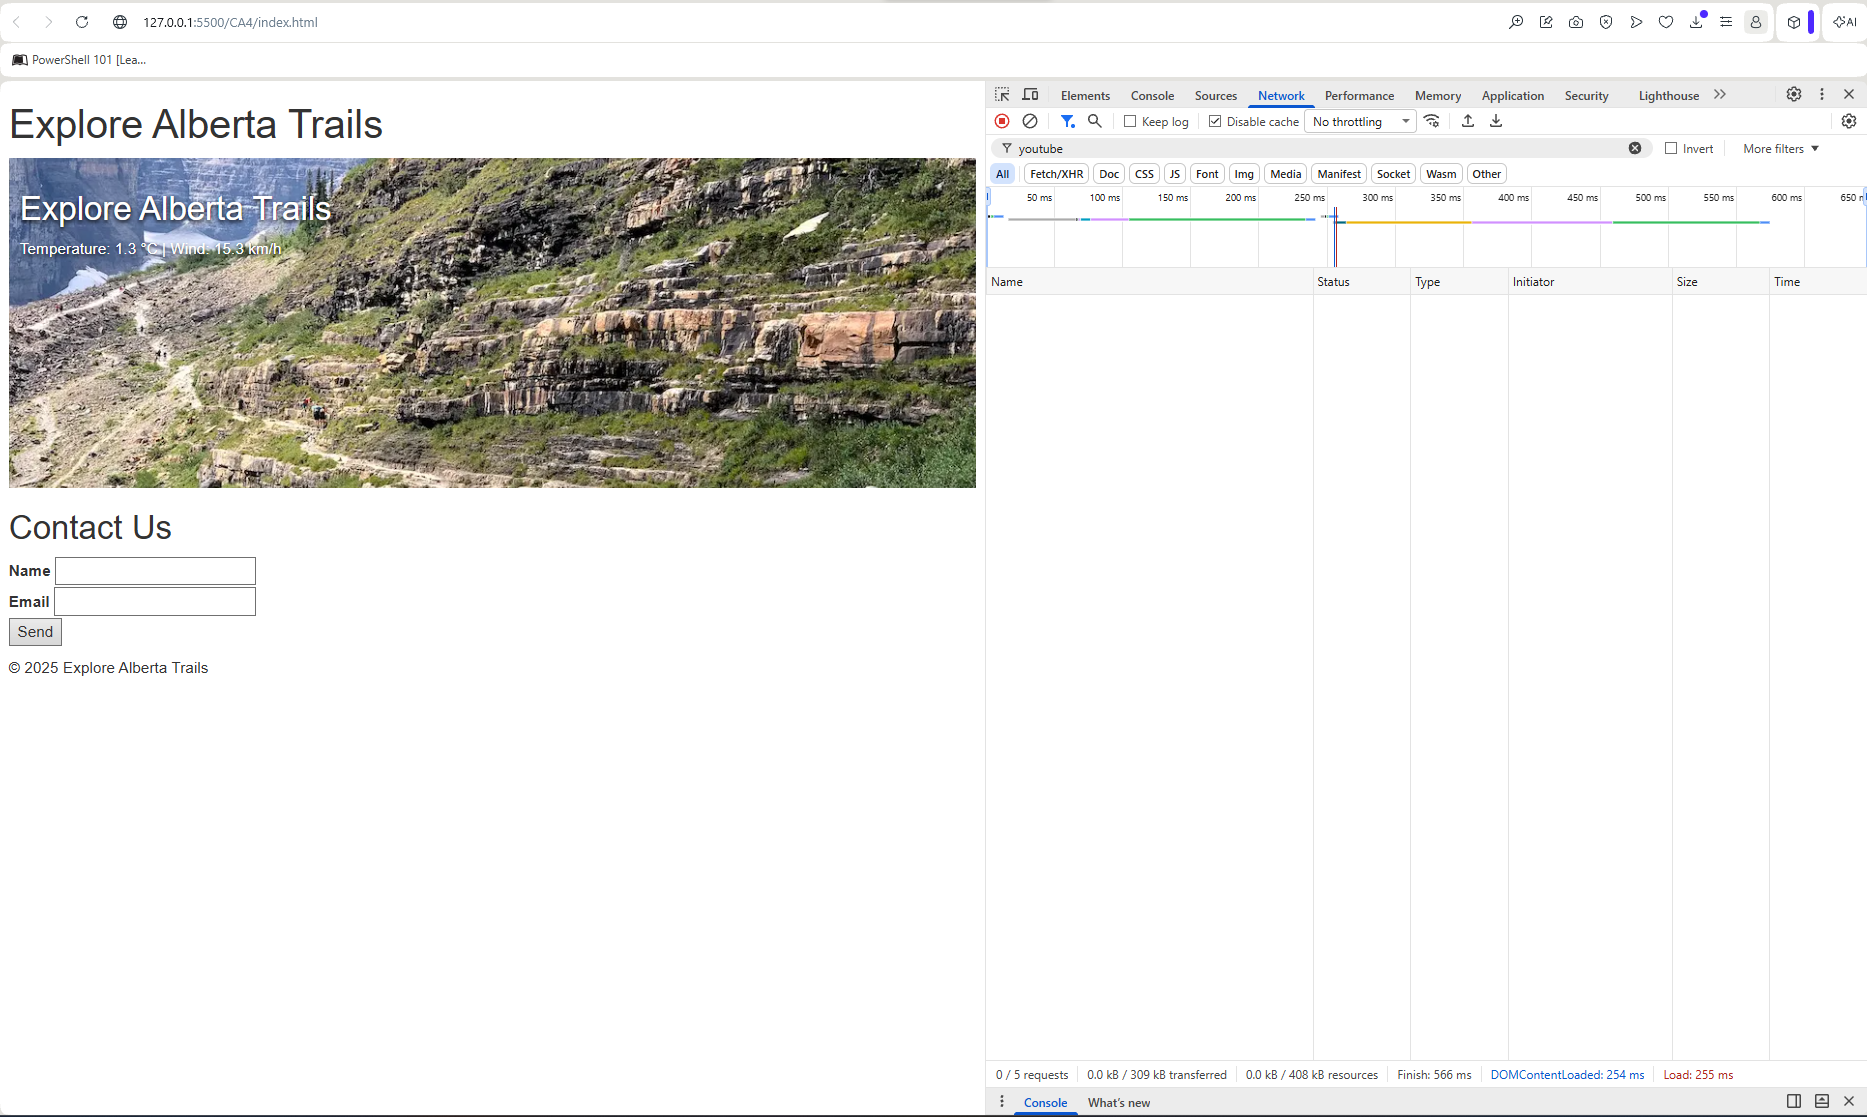 127.0.0.1:5500/CA4/index.html
AI
PowerShell 101 [Lea...
Explore Alberta Trails
Explore Alberta Trails
Temperature: 1.3 °C | Wind: 15.3 km/h
Contact Us
Name
Email
Send
© 2025 Explore Alberta Trails
Elements Console Sources Network Performance Memory Application Security Lighthouse
Keep log Disable cache No throttling
youtube Invert More filters
All Fetch/XHR Doc CSS JS Font Img Media Manifest Socket Wasm Other
50 ms 100 ms 150 ms 200 ms 250 ms 300 ms 350 ms 400 ms 450 ms 500 ms 550 ms 600 ms 650 m
Name Status Type Initiator Size Time
0 / 5 requests 0.0 kB / 309 kB transferred 0.0 kB / 408 kB resources Finish: 566 ms DOMContentLoaded: 254 ms Load: 255 ms
Console What's new